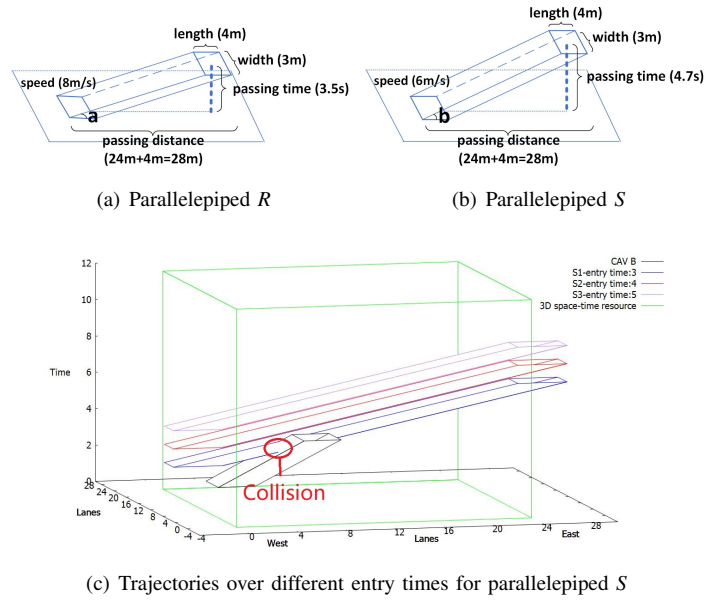 length (4m)
width (3m)
speed (8m/s)
passing time (3.5s)
a
passing distance
(24m+4m=28m)
(a) Parallelepiped R
length (4m)
width (3m)
speed (6m/s)
passing time (4.7s)
b
passing distance
(24m+4m=28m)
(b) Parallelepiped S
CAV B
S1-entry time:3
S2-entry time:4
S3-entry time:5
3D space-time resource
12
10
8
Time
6
4
2
0
28
24
20
16
12
8
4
0
-4
Lanes
-4
0
4
8
12
16
20
24
28
West
Lanes
East
Collision
(c) Trajectories over different entry times for parallelepiped S